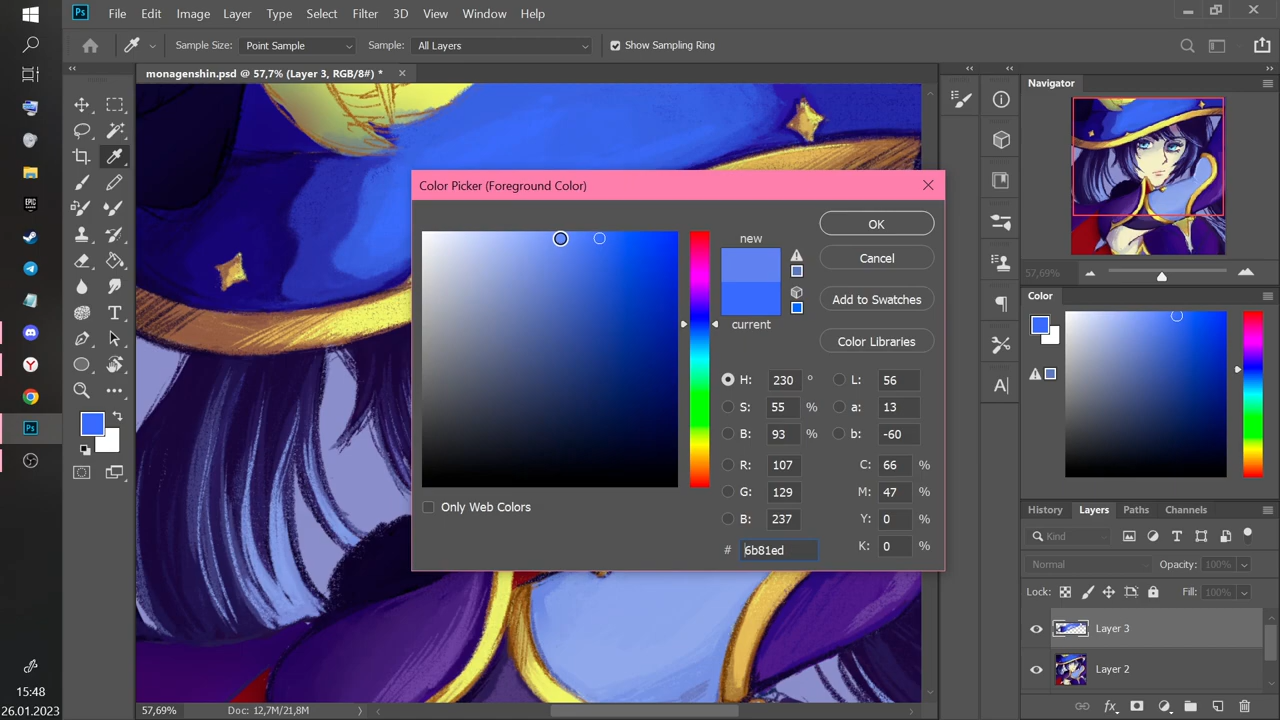 Ps File Edit Image Layer Type Select Filter 3D View Window Help
Sample Size: Point Sample Sample: All Layers Show Sampling Ring
monagenshin.psd @ 57,7% (Layer 3, RGB/8#) *
Navigator
Color Picker (Foreground Color)
new
OK
Cancel
Add to Swatches
current
Color Libraries
57,69%
Color
H: 230 ° L: 56
S: 55 % a: 13
B: 93 % b: -60
R: 107 C: 66 %
G: 129 M: 47 %
B: 237 Y: 0 %
# 6b81ed K: 0 %
Only Web Colors
EPIC
Ps
History Layers Paths Channels
Kind
Normal Opacity: 100%
Lock: Fill: 100%
Layer 3
Layer 2
15:48
26.01.2023
57,69% Doc: 12,7M/21,8M